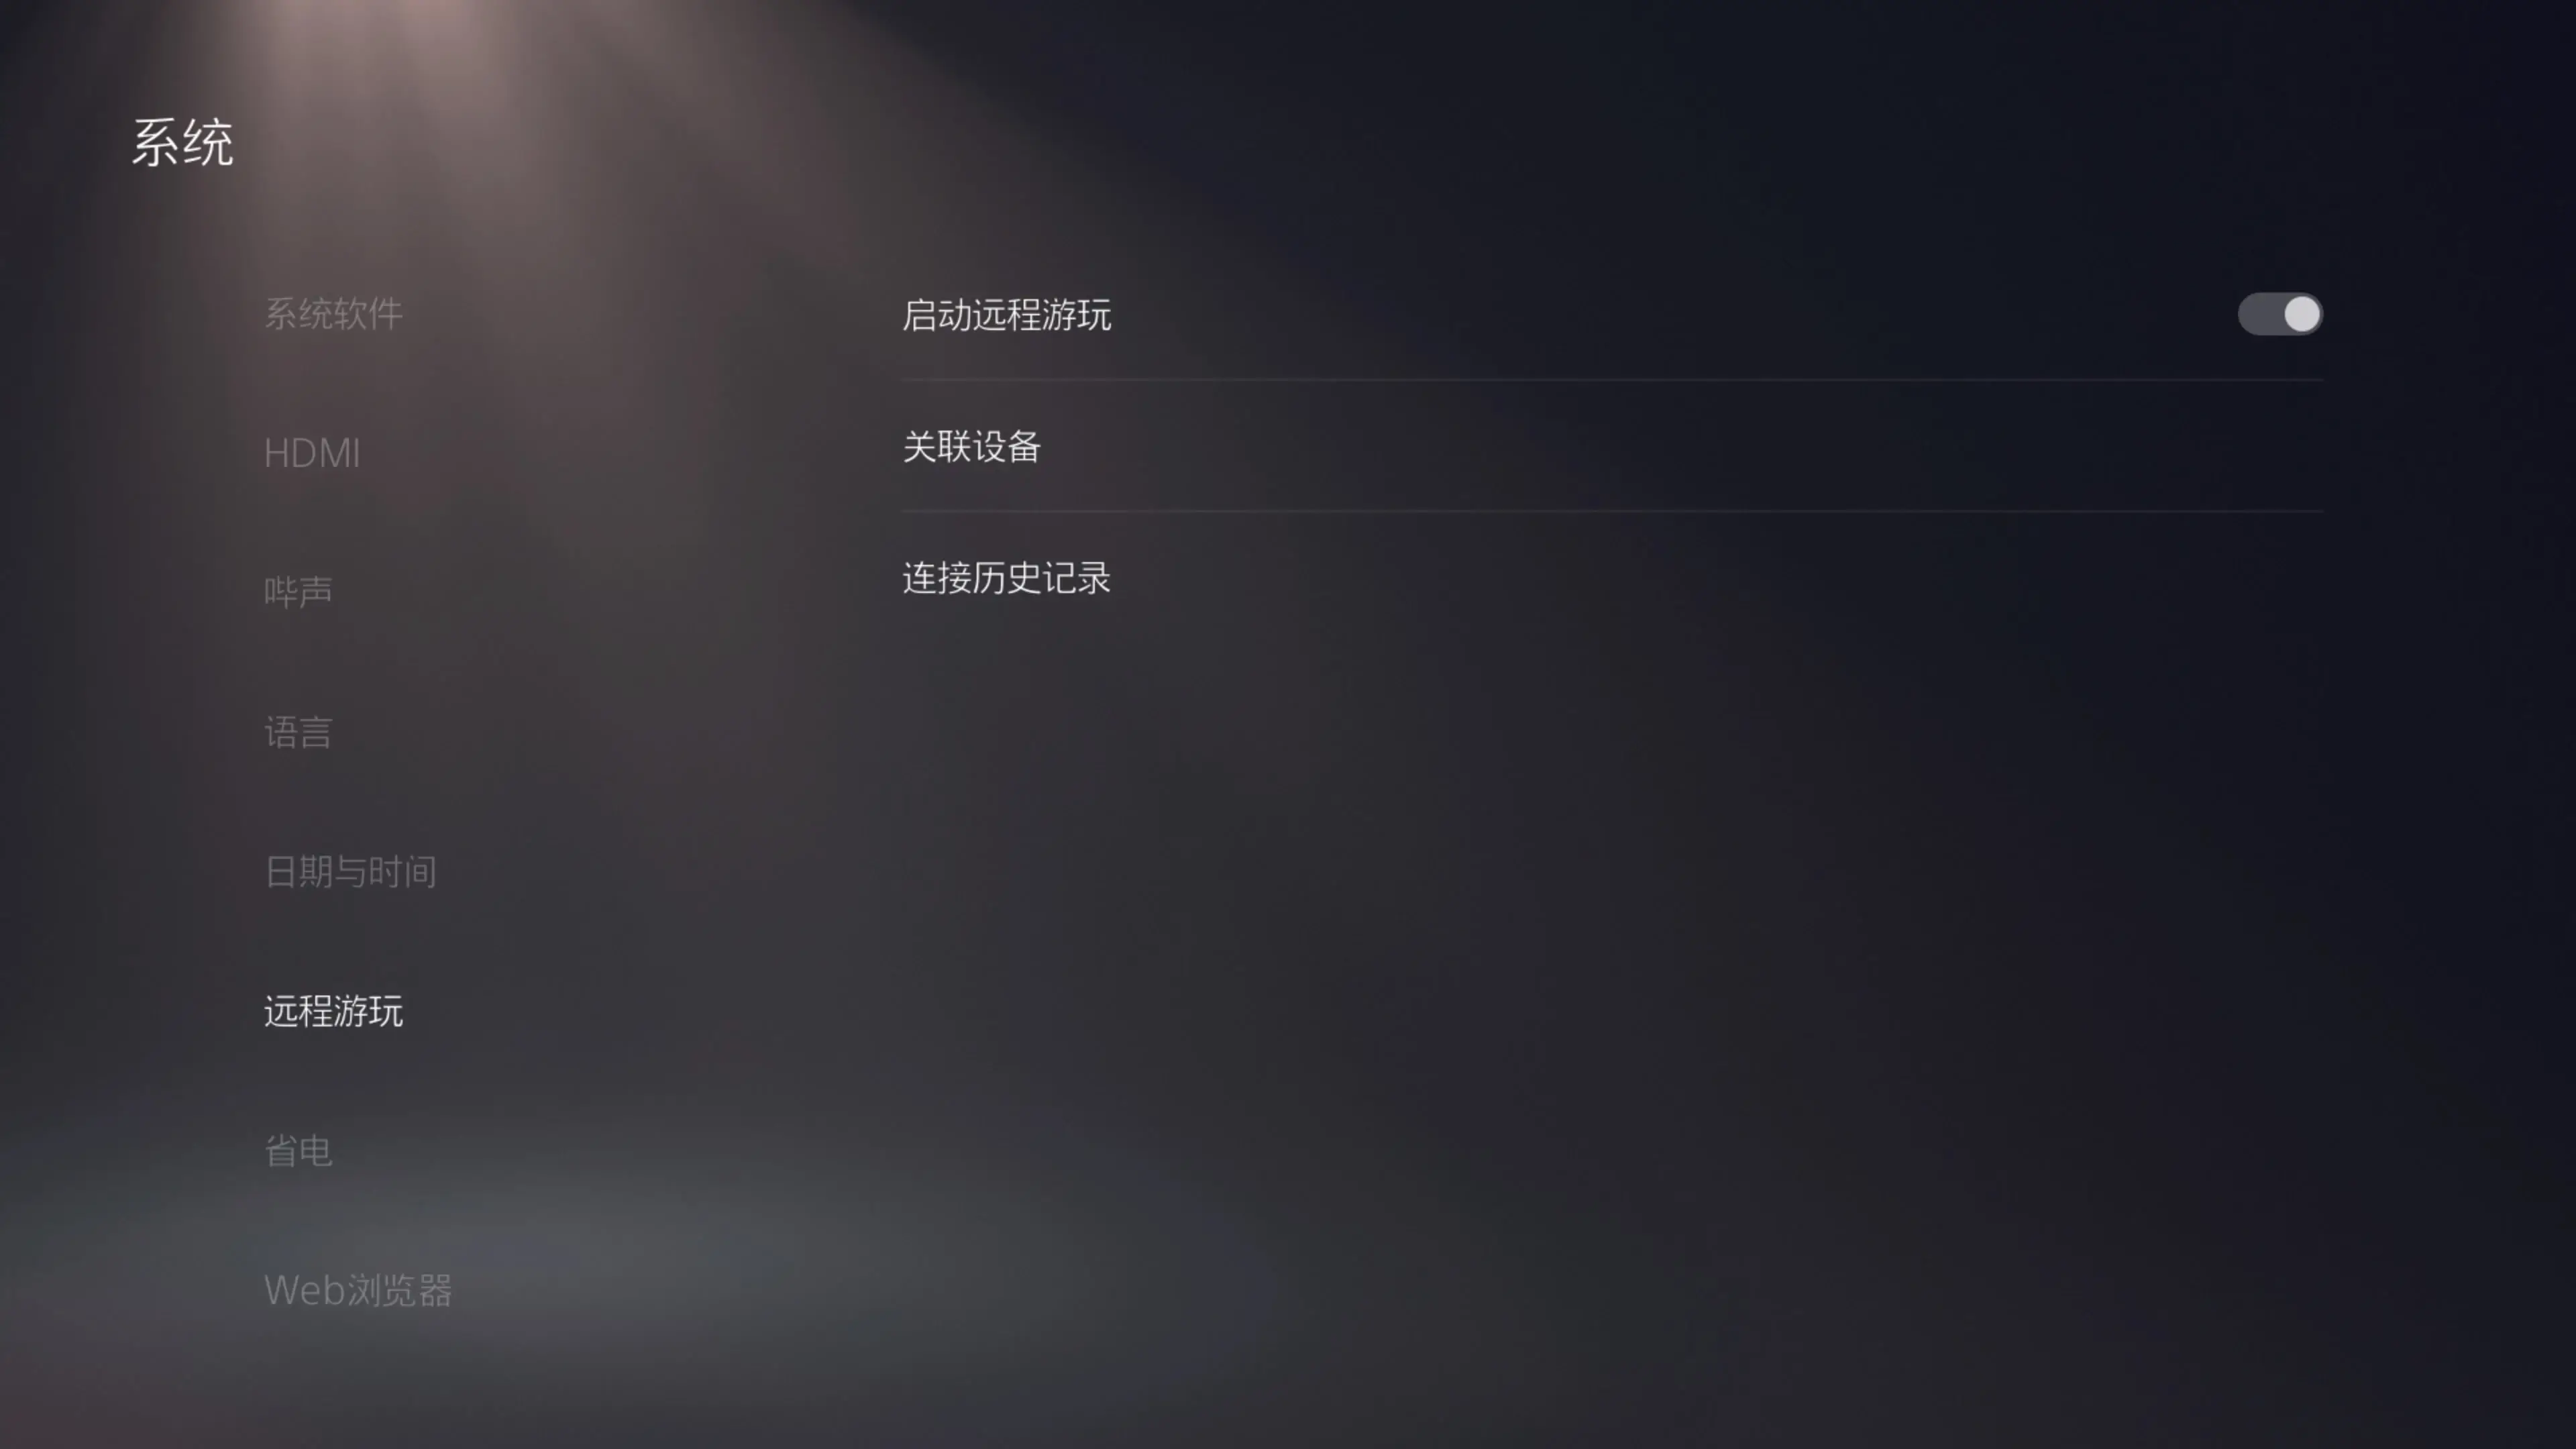 系统
系统软件
HDMI
哔声
语言
日期与时间
远程游玩
省电
Web浏览器
启动远程游玩
关联设备
连接历史记录